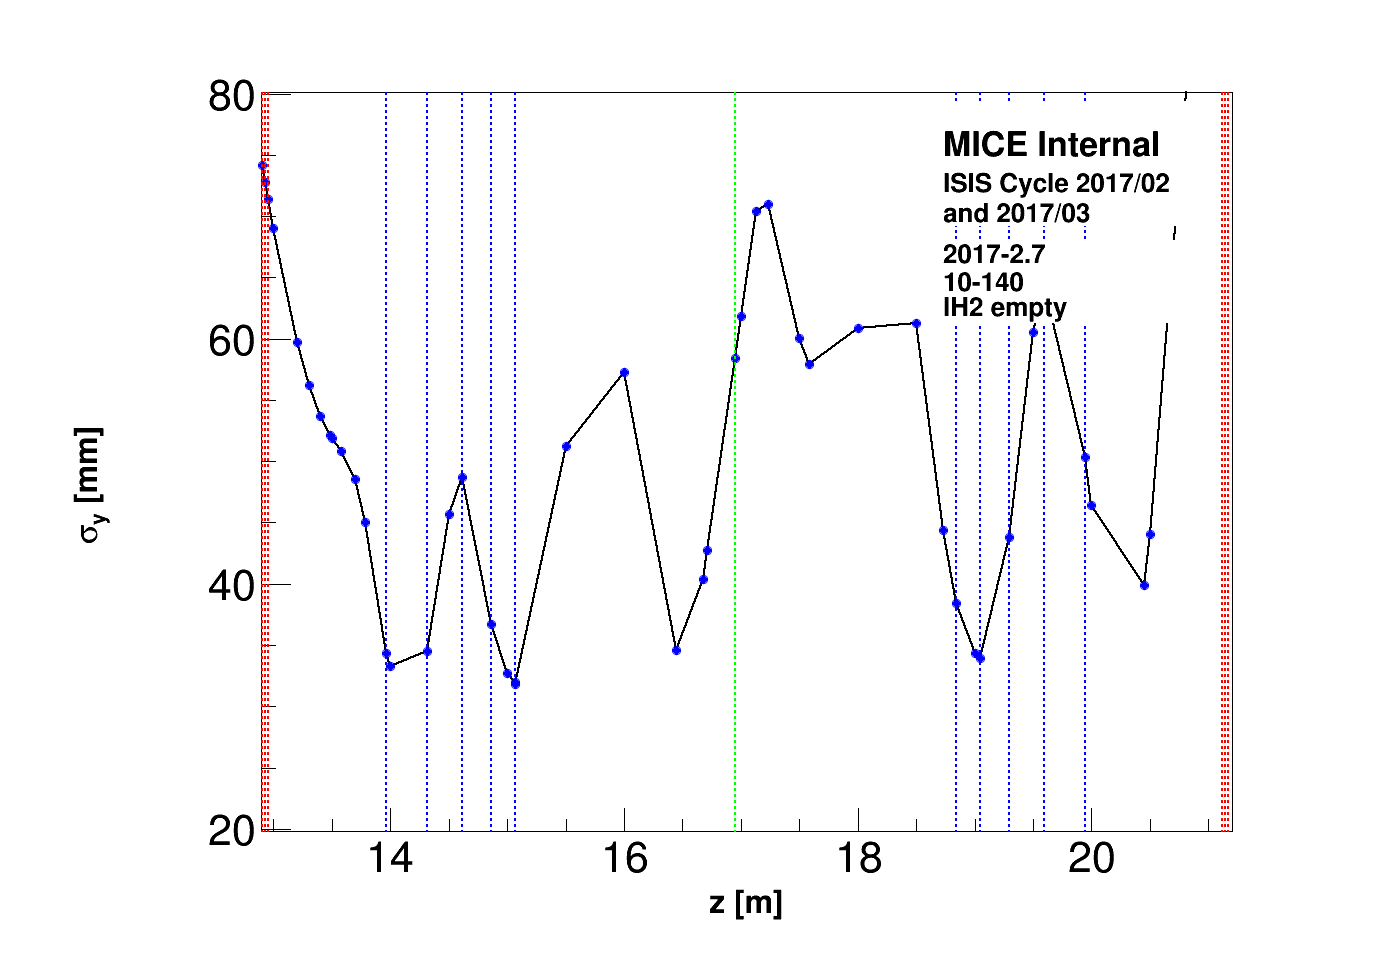 80
60
40
20
σy [mm]
MICE Internal
ISIS Cycle 2017/02
and 2017/03
2017-2.7
10-140
IH2 empty
14 16 18 20
z [m]